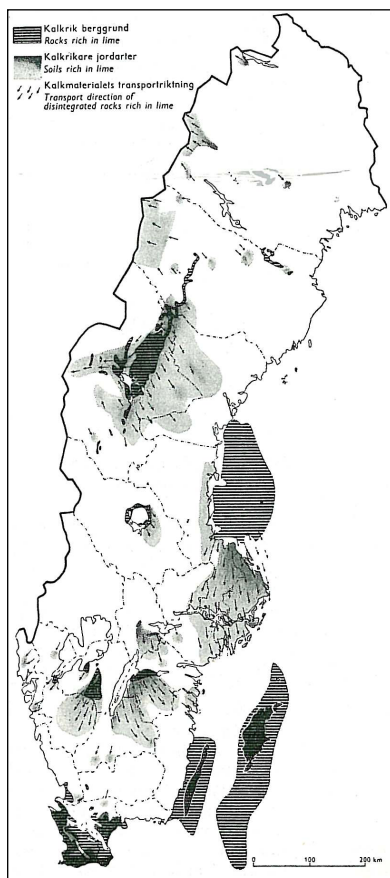 Kalkrik berggrund
Rocks rich in lime
Kalkrikare jordarter
Soils rich in lime
Kalkmaterialets transportriktning
Transport direction of
disintegrated rocks rich in lime
0 100 200 km